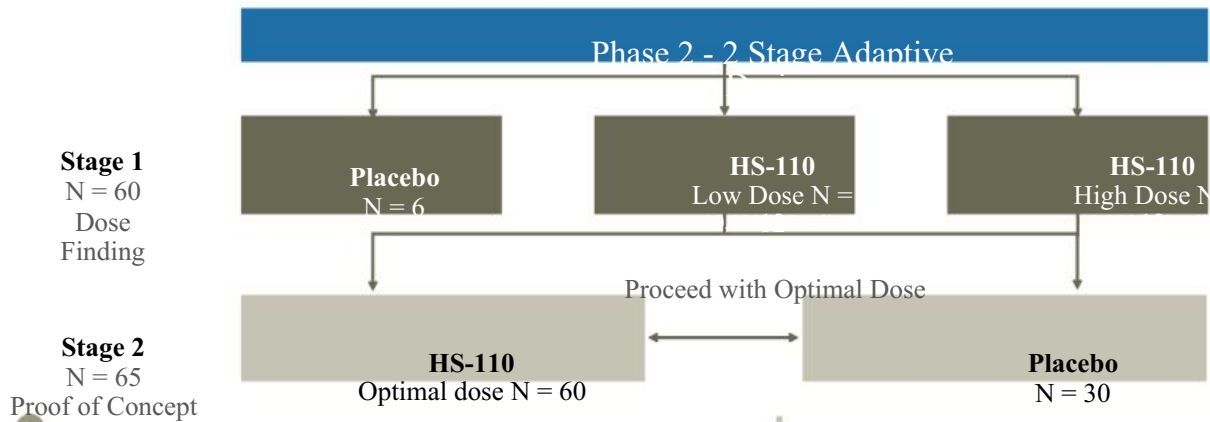 Phase 2 - 2 Stage Adaptive
Stage 1
N = 60
Dose
Finding
Placebo
N = 6
HS-110
Low Dose N =
HS-110
High Dose N
Proceed with Optimal Dose
Stage 2
N = 65
Proof of Concept
HS-110
Optimal dose N = 60
Placebo
N = 30